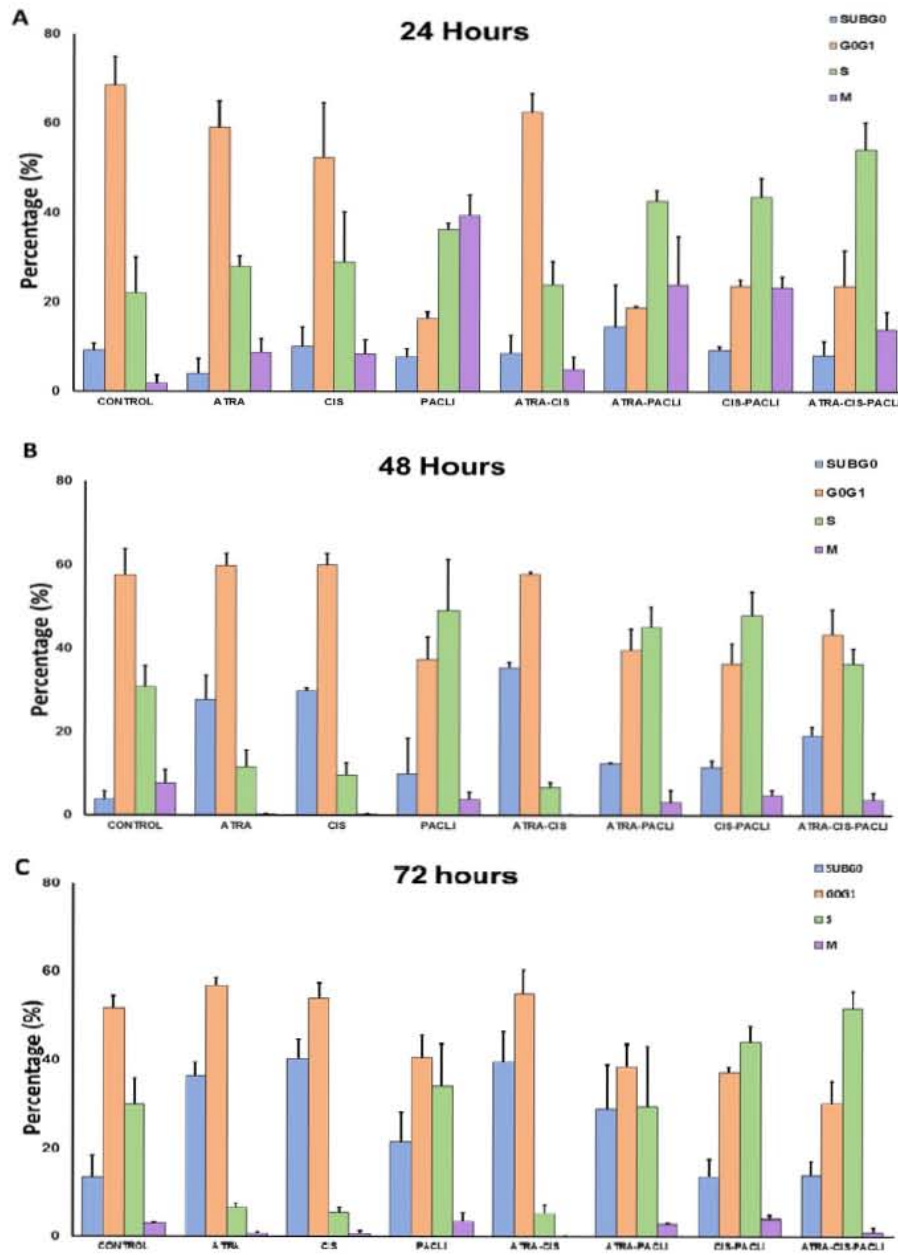 A
24 Hours
SUBG0
G0G1
S
M
Percentage (%)
80
60
40
20
0
CONTROL ATRA CIS PACLI ATRA-CIS ATRA-PACLI CIS-PACLI ATRA-CIS-PACLI
B
48 Hours
SUBG0
G0G1
S
M
Percentage (%)
80
60
40
20
0
CONTROL ATRA CIS PACLI ATRA-CIS ATRA-PACLI CIS-PACLI ATRA-CIS-PACLI
C
72 hours
SUBG0
G0G1
S
M
Percentage (%)
80
60
40
20
0
CONTROL ATRA CIS PACLI ATRA-CIS ATRA-PACLI CIS-PACLI ATRA-CIS-PACLI